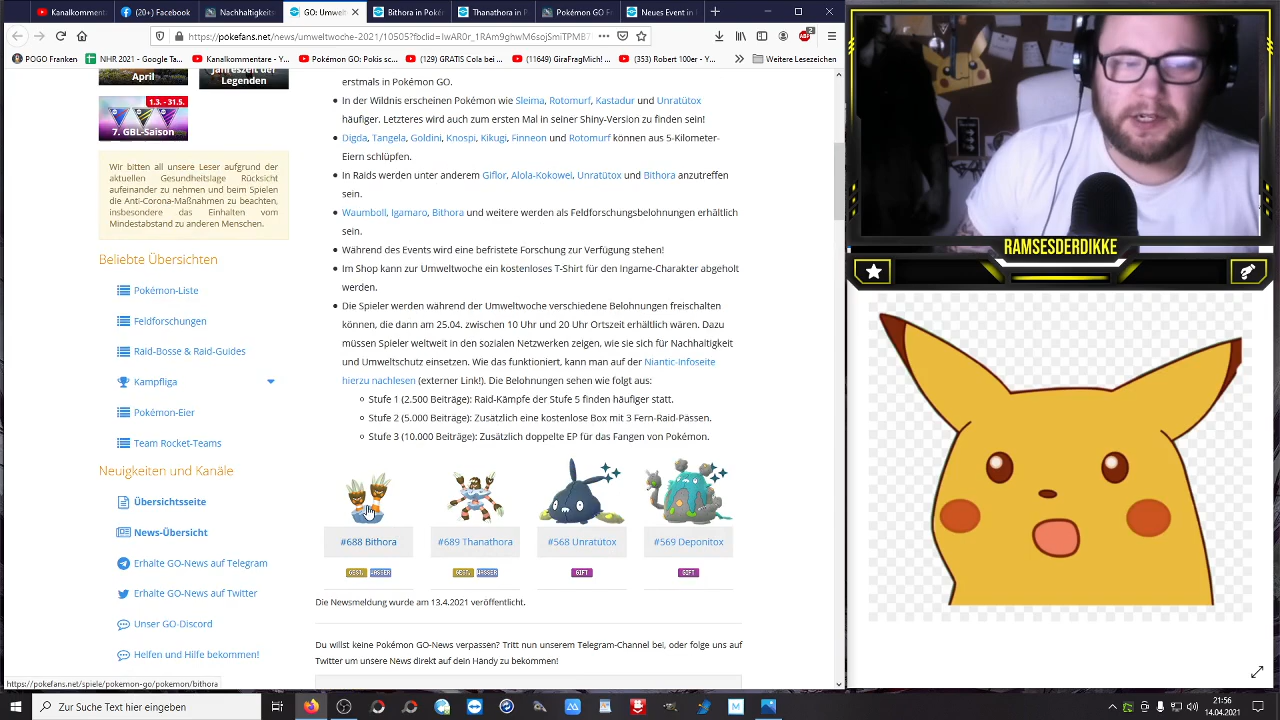 Kanalkommentare
(20+) Facebook
Nachhaltigkeit
GO: Umwelt
Bithora in Pokém
Thanathora in P
Pokémon GO F
Neues Event in
https://pokefans.net/news/umweltwoche-2021/10505?fbclid=IwAR0r_1RAm9ghwM6sojSmiTPMB7
POGO Franken
NHR 2021 - Google Ta...
Kanalkommentare - Y...
Pokémon GO: Pokis sc...
(129) GRATIS Cola bei ...
(11649) GiraFragMich! ...
(353) Robert 100er - Y...
Weitere Lesezeichen
April
Jahreszeit der
Legenden
1.3. - 31.5.
7. GBL-Saison
Wir bitten all unsere Leser aufgrund der
aktuellen Gesundheitslage Rücksicht
aufeinander zu nehmen und beim Spielen
die Anti-Corona-Maßnahmen zu beachten,
insbesondere das Einhalten vom
Mindestabstand zu anderen Menschen.
Beliebte Übersichten
Pokémon-Liste
Feldforschungen
Raid-Bosse & Raid-Guides
Kampfliga
Pokémon-Eier
Team Rocket-Teams
Neuigkeiten und Kanäle
Übersichtsseite
News-Übersicht
Erhalte GO-News auf Telegram
Erhalte GO-News auf Twitter
Unser GO-Discord
Helfen und Hilfe bekommen!
https://pokefans.net/spiele/pokemon-go/pokemon/bithora
erstmals in Pokémon GO.
In der Wildnis erscheinen Pokémon wie Sleima, Rotomurf, Kastadur und Unratütox
häufiger. Letzteres wird auch zum ersten Mal in seiner Shiny-Version zu finden sein!
Digda, Tangela, Goldini, Knospi, Kikugi, Finneon und Rotomurf können aus 5-Kilometer-
Eiern schlüpfen.
In Raids werden unter anderem Giflor, Alola-Kokowei, Unratütox und Bithora anzutreffen
sein.
Waumboll, Igamaro, Bithora und weitere werden als Feldforschungsbelohnungen erhältlich
sein.
Während des Events wird eine befristete Forschung zur Verfügung stehen!
Im Shop kann zur Umweltwoche ein kostenloses T-Shirt für den Ingame-Charakter abgeholt
werden.
Die Spieler werden während der Umweltwoche verschiedene Belohnungen freischalten
können, die dann am 25.04. zwischen 10 Uhr und 20 Uhr Ortszeit erhältlich wären. Dazu
müssen Spieler weltweit in den sozialen Netzwerken zeigen, wie sie sich für Nachhaltigkeit
und Umweltschutz einsetzen. Wie das funktioniert, kann man auf der Niantic-Infoseite
hierzu nachlesen (externer Link!). Die Belohnungen sehen wie folgt aus:
Stufe 1 (2.500 Beiträge): Raid-Kämpfe der Stufe 5 finden häufiger statt.
Stufe 2 (5.000 Beiträge): Zusätzlich eine kostenlose Box mit 3 Fern-Raid-Pässen.
Stufe 3 (10.000 Beiträge): Zusätzlich doppelte EP für das Fangen von Pokémon.
#688 Bithora
#689 Thanathora
#568 Unratütox
#569 Deponitox
GEST. WASSER
GEST. WASSER
GIFT
GIFT
Die Newsmeldung wurde am 13.4.2021 veröffentlicht.
Du willst keine Pokémon GO-News verpassen? Tritt nun unserem Telegram-Channel bei, oder folge uns auf
Twitter um unsere News direkt auf dein Handy zu bekommen!
RAMSESDERDIKKE
Zur Suche Text hier eingeben
21:56
14.04.2021